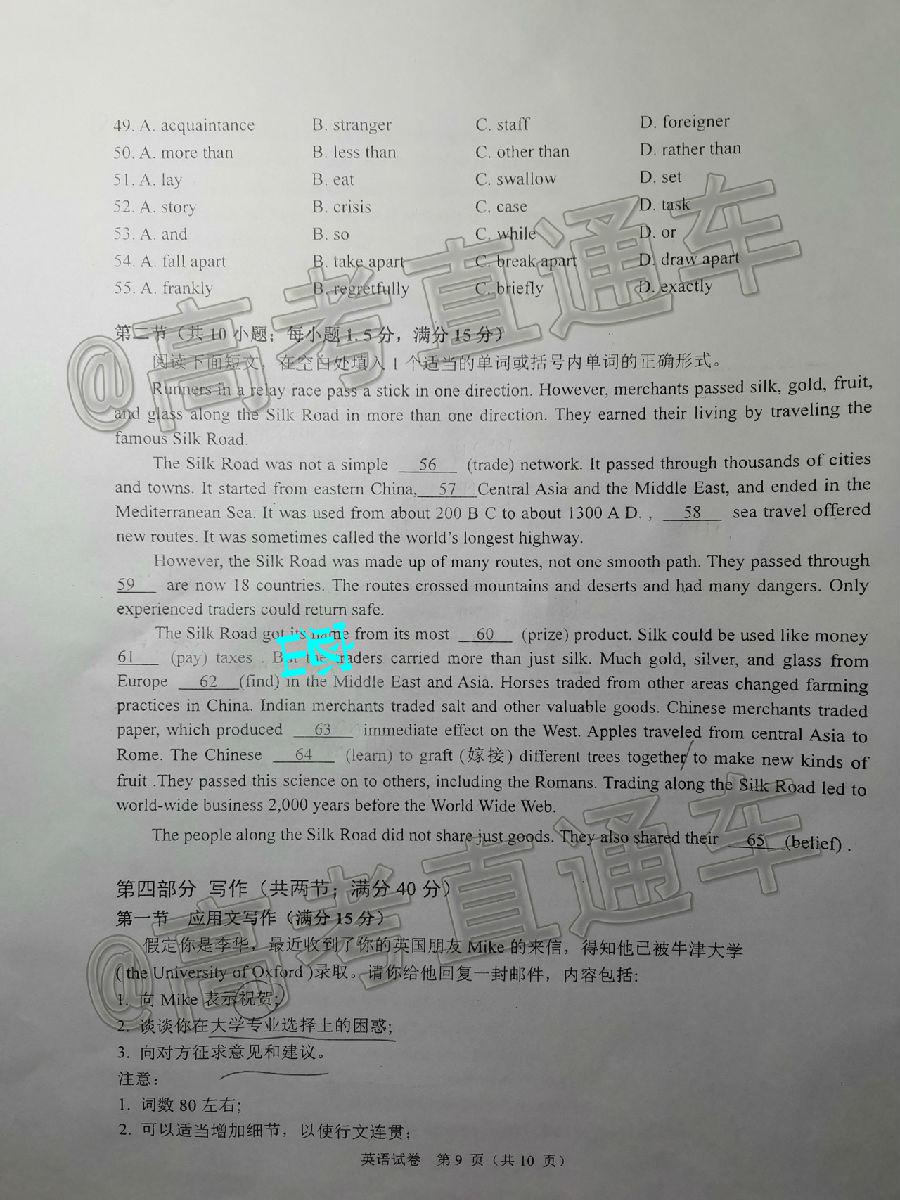 49. A. acquaintance B. stranger C. staff D. foreigner
50. A. more than B. less than C. other than D. rather than
51. A. lay B. eat C. swallow D. set
52. A. story B. crisis C. case D. task
53. A. and B. so C. while D. or
54. A. fall apart B. take apart C. break apart D. draw apart
55. A. frankly B. regretfully C. briefly D. exactly
@高考直通车
第二节（共 10 小题；每小题 1.5 分，满分 15 分）
阅读下面短文，在空白处填入 1 个适当的单词或括号内单词的正确形式。
Runners in a relay race pass a stick in one direction. However, merchants passed silk, gold, fruit,
and glass along the Silk Road in more than one direction. They earned their living by traveling the
famous Silk Road.
The Silk Road was not a simple 56 (trade) network. It passed through thousands of cities
and towns. It started from eastern China, 57 Central Asia and the Middle East, and ended in the
Mediterranean Sea. It was used from about 200 B C to about 1300 A D. , 58 sea travel offered
new routes. It was sometimes called the world's longest highway.
However, the Silk Road was made up of many routes, not one smooth path. They passed through
59 are now 18 countries. The routes crossed mountains and deserts and had many dangers. Only
experienced traders could return safe.
The Silk Road got its name from its most 60 (prize) product. Silk could be used like money
61 (pay) taxes . But the traders carried more than just silk. Much gold, silver, and glass from
Europe 62 (find) in the Middle East and Asia. Horses traded from other areas changed farming
practices in China. Indian merchants traded salt and other valuable goods. Chinese merchants traded
paper, which produced 63 immediate effect on the West. Apples traveled from central Asia to
Rome. The Chinese 64 (learn) to graft (嫁接) different trees together to make new kinds of
fruit .They passed this science on to others, including the Romans. Trading along the Silk Road led to
world-wide business 2,000 years before the World Wide Web.
The people along the Silk Road did not share just goods. They also shared their 65 (belief) .
@高考直通车
第四部分 写作（共两节；满分 40 分）
第一节 应用文写作（满分 15 分）
假定你是李华，最近收到了你的英国朋友 Mike 的来信，得知他已被牛津大学
( the University of Oxford )录取。请你给他回复一封邮件，内容包括:
1. 向 Mike 表示祝贺;
2. 谈谈你在大学专业选择上的困惑;
3. 向对方征求意见和建议。
注意：
1. 词数 80 左右;
2. 可以适当增加细节，以使行文连贯;
英语试卷 第 9 页（共 10 页）